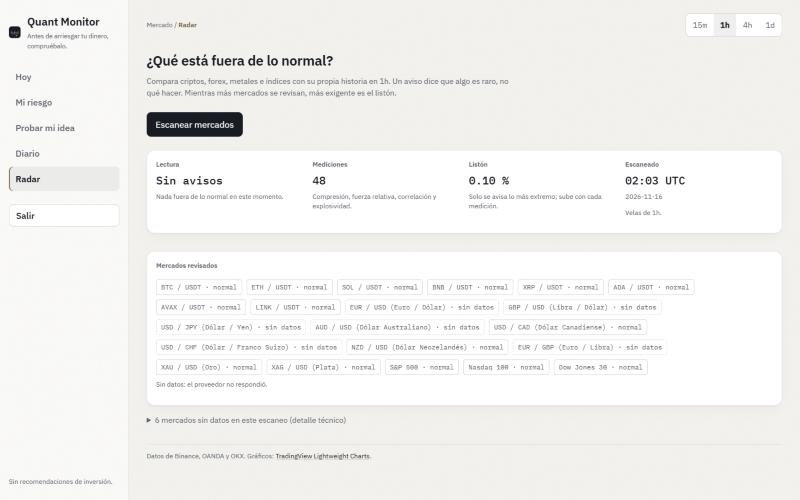 Quant Monitor
Antes de arriesgar tu dinero,
compruébalo.
Hoy
Mi riesgo
Probar mi idea
Diario
Radar
Salir
Sin recomendaciones de inversión.
Mercado / Radar
15m 1h 4h 1d
¿Qué está fuera de lo normal?
Compara criptos, forex, metales e índices con su propia historia en 1h. Un aviso dice que algo es raro, no
qué hacer. Mientras más mercados se revisan, más exigente es el listón.
Escanear mercados
Lectura
Sin avisos
Nada fuera de lo normal en este momento.
Mediciones
48
Compresión, fuerza relativa, correlación y
explosividad.
Listón
0.10 %
Solo se avisa lo más extremo; sube con cada
medición.
Escaneado
02:03 UTC
2026-11-16
Velas de 1h.
Mercados revisados
BTC / USDT · normal ETH / USDT · normal SOL / USDT · normal BNB / USDT · normal XRP / USDT · normal ADA / USDT · normal
AVAX / USDT · normal LINK / USDT · normal EUR / USD (Euro / Dólar) · sin datos GBP / USD (Libra / Dólar) · sin datos
USD / JPY (Dólar / Yen) · sin datos AUD / USD (Dólar Australiano) · sin datos USD / CAD (Dólar Canadiense) · normal
USD / CHF (Dólar / Franco Suizo) · sin datos NZD / USD (Dólar Neozelandés) · normal EUR / GBP (Euro / Libra) · sin datos
XAU / USD (Oro) · normal XAG / USD (Plata) · normal S&P 500 · normal Nasdaq 100 · normal Dow Jones 30 · normal
Sin datos: el proveedor no respondió.
6 mercados sin datos en este escaneo (detalle técnico)
Datos de Binance, OANDA y OKX. Gráficos: TradingView Lightweight Charts.